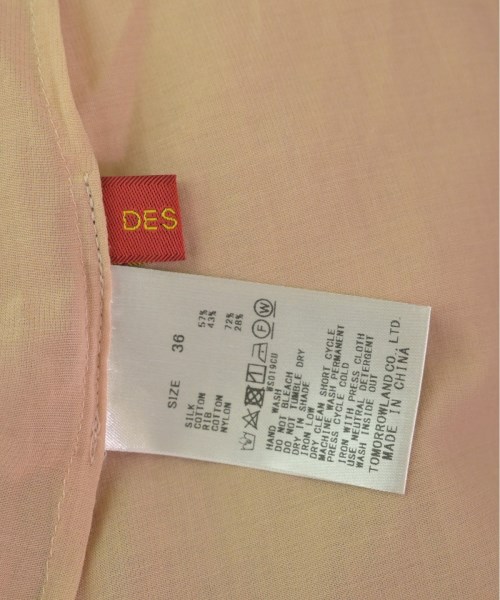 DES
SIZE 36
SILK 57%
COTTON 43%
RIB
COTTON 72%
NYLON 28%
F W
WS019CU
HAND WASH
DO NOT BLEACH
DO NOT TUMBLE DRY
DRY IN SHADE
IRON LOW
DRY CLEAN SHORT CYCLE
MACHINE WASH PERMANENT
PRESS CYCLE COLD
IRON WITH PRESS CLOTH
USE NEUTRAL DETERGENT
WASH INSIDE OUT
TOMORROWLAND CO., LTD.
MADE IN CHINA